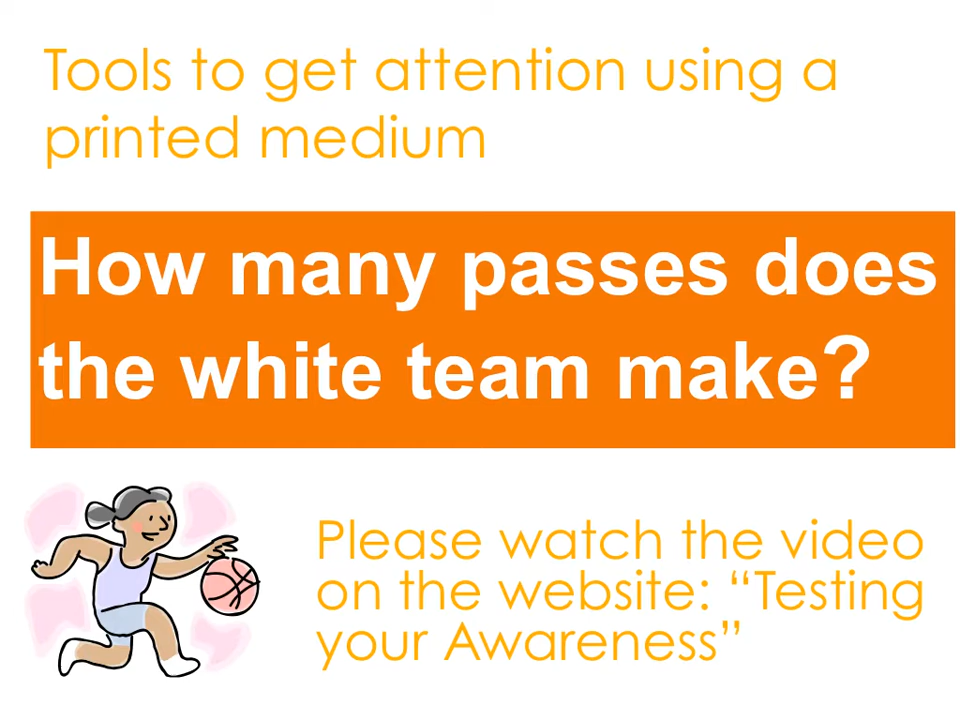 Tools to get attention using a
printed medium
How many passes does
the white team make?
Please watch the video
on the website: “Testing
your Awareness”